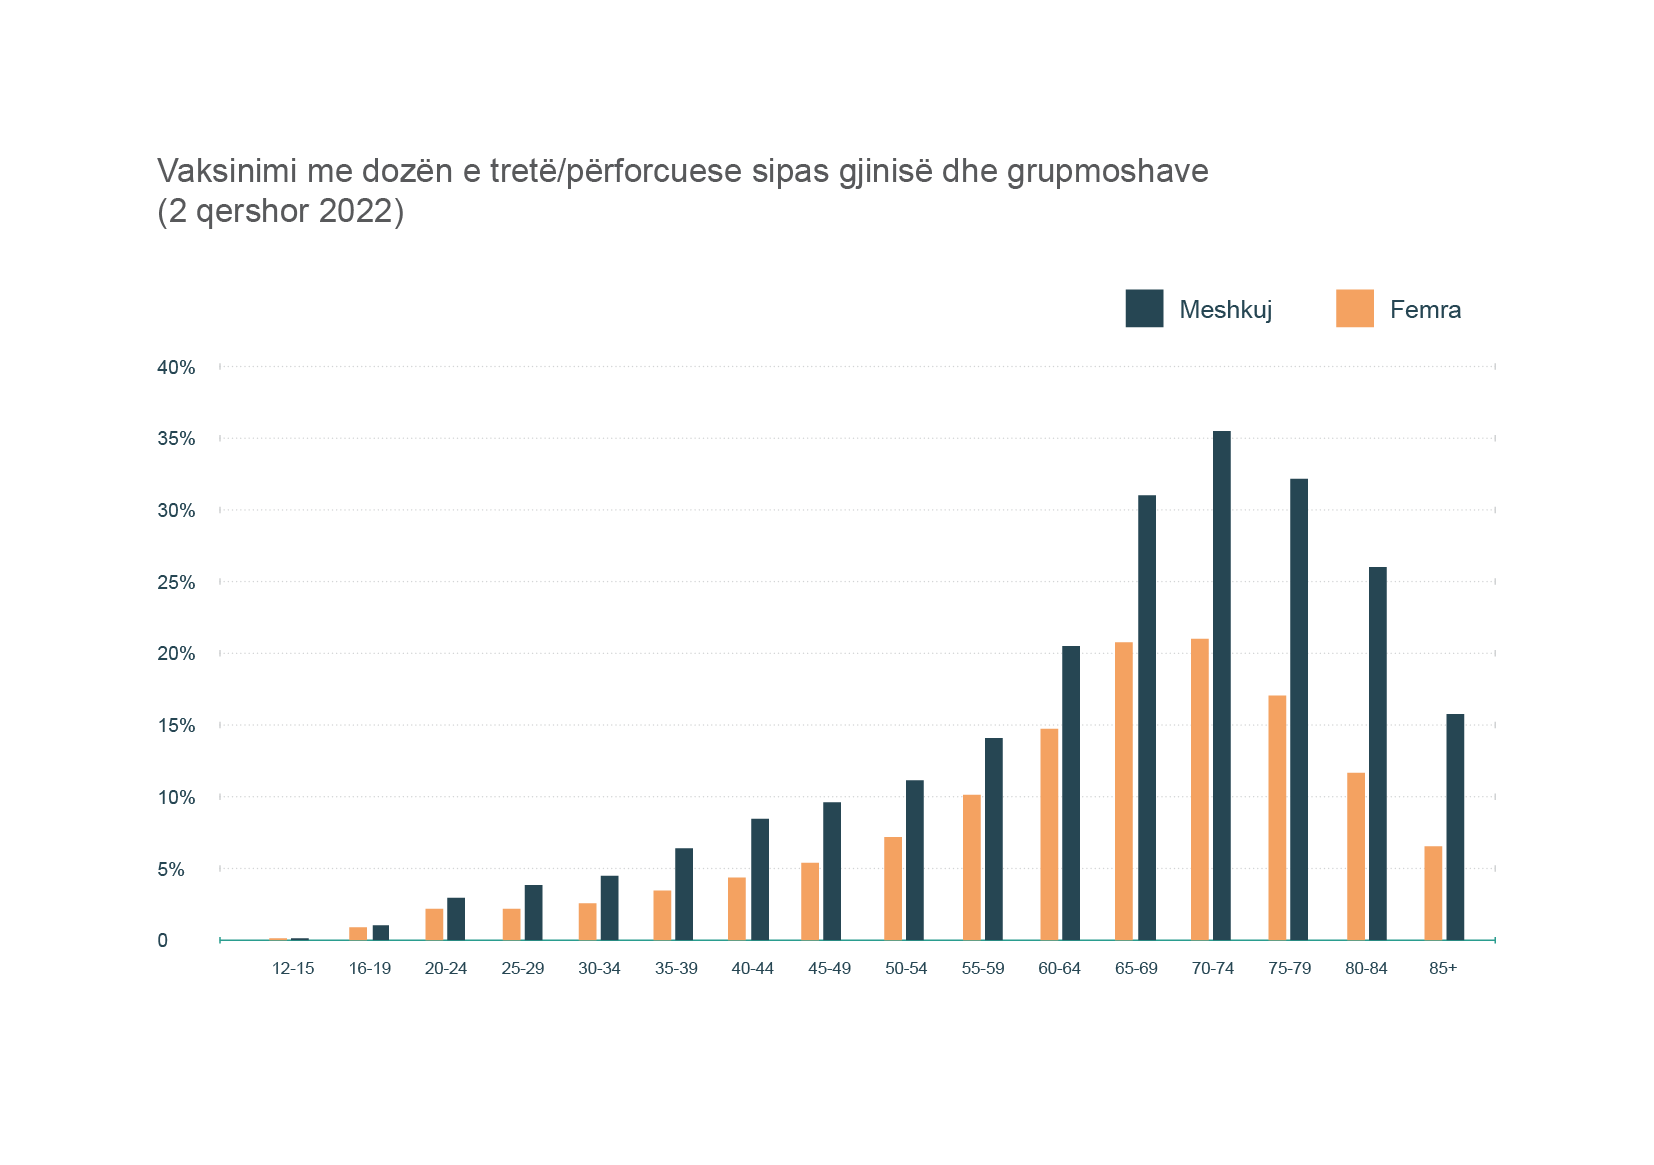 Vaksinimi me dozën e tretë/përforcuese sipas gjinisë dhe grupmoshave
(2 qershor 2022)
Meshkuj Femra
40%
35%
30%
25%
20%
15%
10%
5%
0
12-15 16-19 20-24 25-29 30-34 35-39 40-44 45-49 50-54 55-59 60-64 65-69 70-74 75-79 80-84 85+